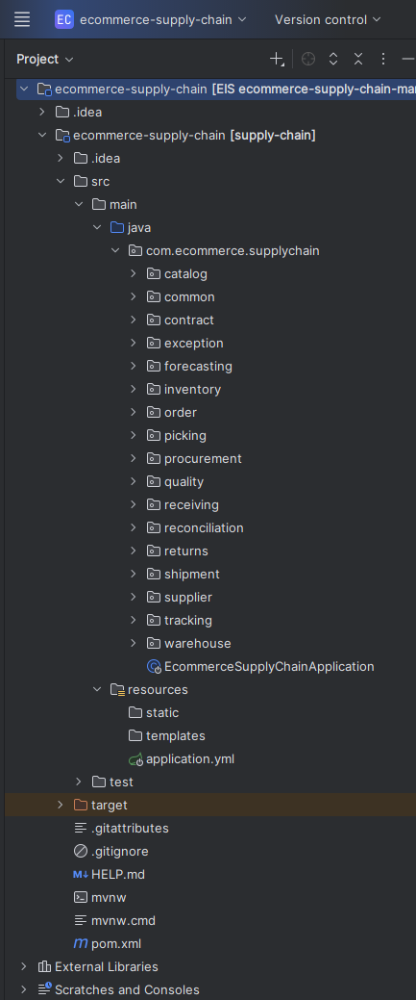 EC ecommerce-supply-chain Version control
Project
ecommerce-supply-chain [EIS ecommerce-supply-chain-ma
.idea
ecommerce-supply-chain [supply-chain]
.idea
src
main
java
com.ecommerce.supplychain
catalog
common
contract
exception
forecasting
inventory
order
picking
procurement
quality
receiving
reconciliation
returns
shipment
supplier
tracking
warehouse
EcommerceSupplyChainApplication
resources
static
templates
application.yml
test
target
.gitattributes
.gitignore
M↓ HELP.md
mvnw
mvnw.cmd
m pom.xml
External Libraries
Scratches and Consoles